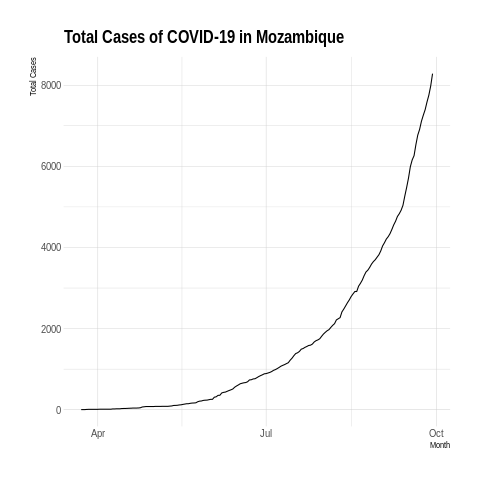 Total Cases of COVID-19 in Mozambique
Total Cases
8000
6000
4000
2000
0
Apr Jul Oct
Month